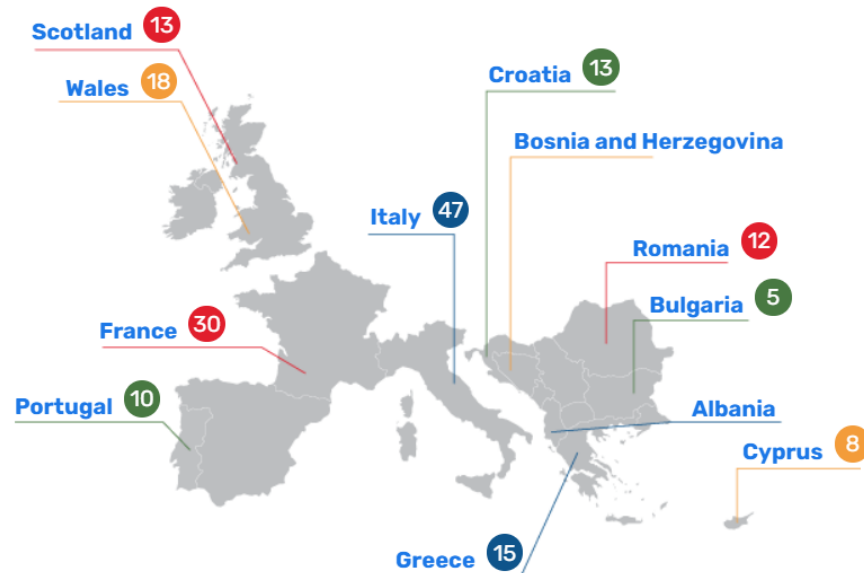 Scotland 13
Wales 18
Croatia 13
Bosnia and Herzegovina
Italy 47
Romania 12
Bulgaria 5
France 30
Portugal 10
Albania
Cyprus 8
Greece 15